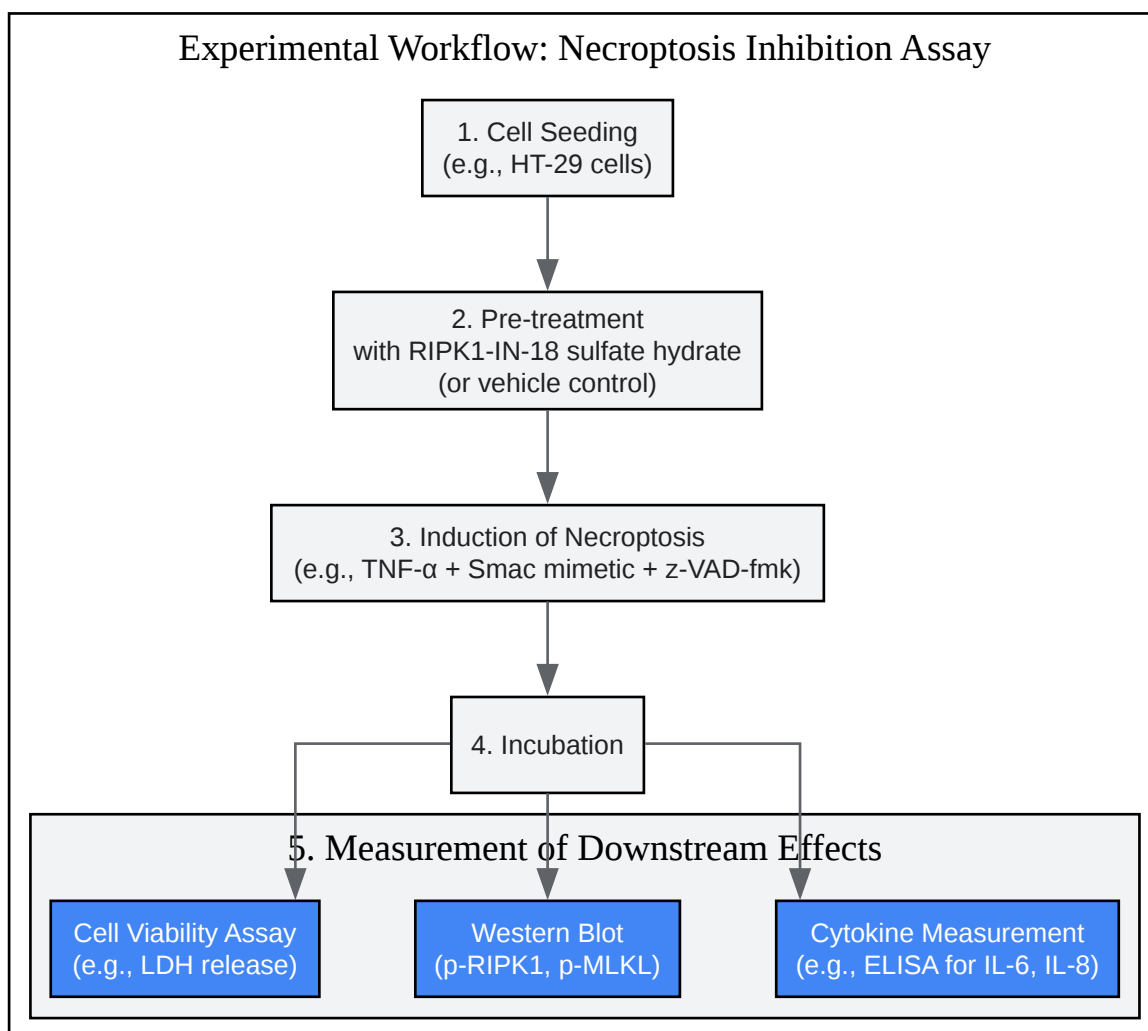 Experimental Workflow: Necroptosis Inhibition Assay
1. Cell Seeding
(e.g., HT-29 cells)
2. Pre-treatment
with RIPK1-IN-18 sulfate hydrate
(or vehicle control)
3. Induction of Necroptosis
(e.g., TNF-α + Smac mimetic + z-VAD-fmk)
4. Incubation
5. Measurement of Downstream Effects
Cell Viability Assay
(e.g., LDH release)
Western Blot
(p-RIPK1, p-MLKL)
Cytokine Measurement
(e.g., ELISA for IL-6, IL-8)